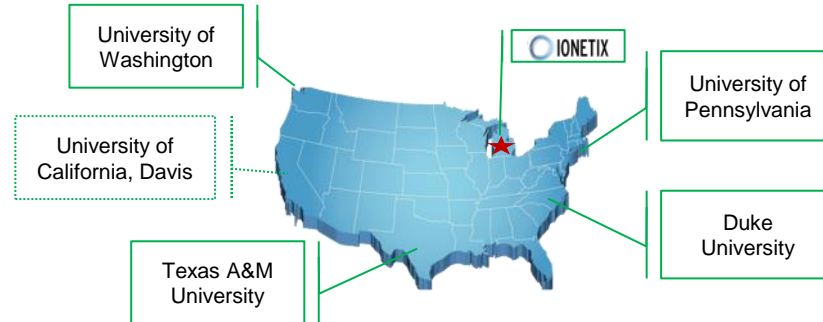 University of
Washington
IONETIX
University of
Pennsylvania
University of
California, Davis
Duke
University
Texas A&M
University